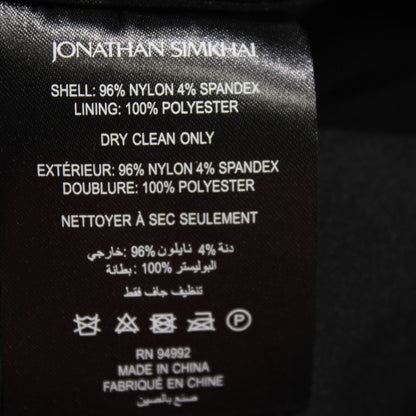 JONATHAN SIMKHAI
SHELL: 96% NYLON 4% SPANDEX
LINING: 100% POLYESTER
DRY CLEAN ONLY
EXTÉRIEUR: 96% NYLON 4% SPANDEX
DOUBLURE: 100% POLYESTER
NETTOYER À SEC SEULEMENT
خارجي: 96% نايلون 4% دنة
بطانة: 100% البوليستر
تنظيف جاف فقط
P
RN 94992
MADE IN CHINA
FABRIQUÉ EN CHINE
صنع بالصين